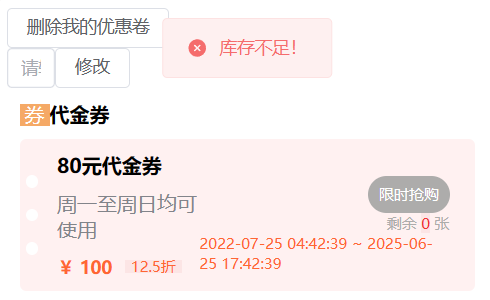 删除我的优惠卷
库存不足！
请
修改
券 代金券
80元代金券
周一至周日均可
使用
限时抢购
剩余 0 张
2022-07-25 04:42:39 ~ 2025-06-
25 17:42:39
￥ 100 12.5折